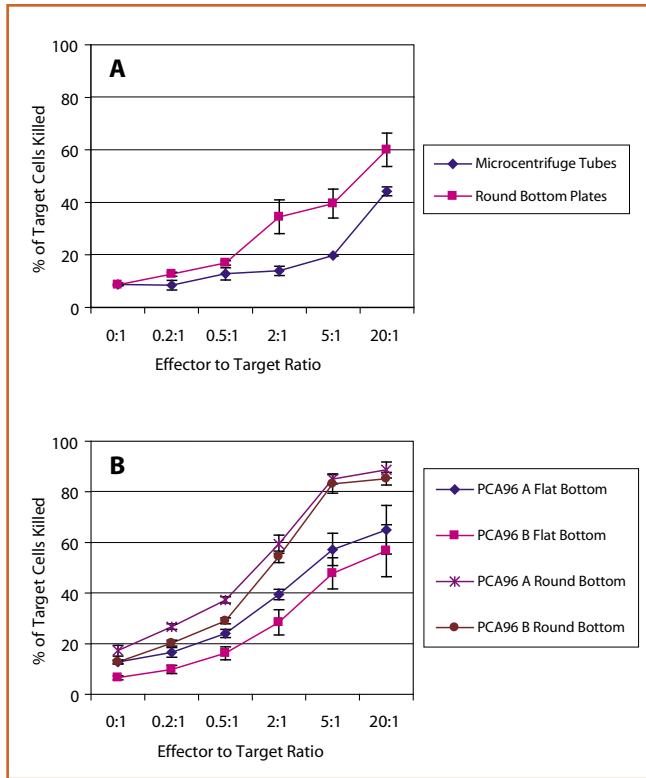 A
% of Target Cells Killed
100
80
60
40
20
0
0:1 0.2:1 0.5:1 2:1 5:1 20:1
Effector to Target Ratio
Microcentrifuge Tubes
Round Bottom Plates
B
% of Target Cells Killed
100
80
60
40
20
0
0:1 0.2:1 0.5:1 2:1 5:1 20:1
Effector to Target Ratio
PCA96 A Flat Bottom
PCA96 B Flat Bottom
PCA96 A Round Bottom
PCA96 B Round Bottom